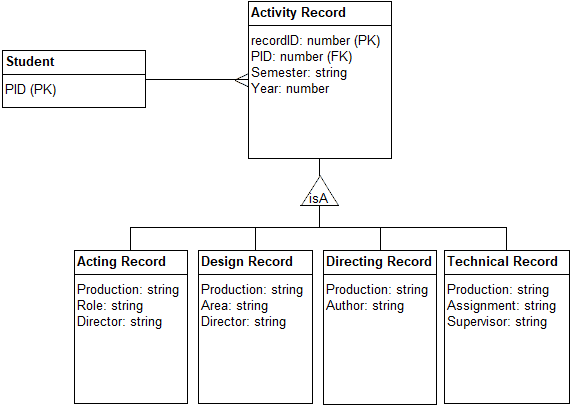 Activity Record
recordID: number (PK)
PID: number (FK)
Semester: string
Year: number
Student
PID (PK)
isA
Acting Record
Production: string
Role: string
Director: string
Design Record
Production: string
Area: string
Director: string
Directing Record
Production: string
Author: string
Technical Record
Production: string
Assignment: string
Supervisor: string